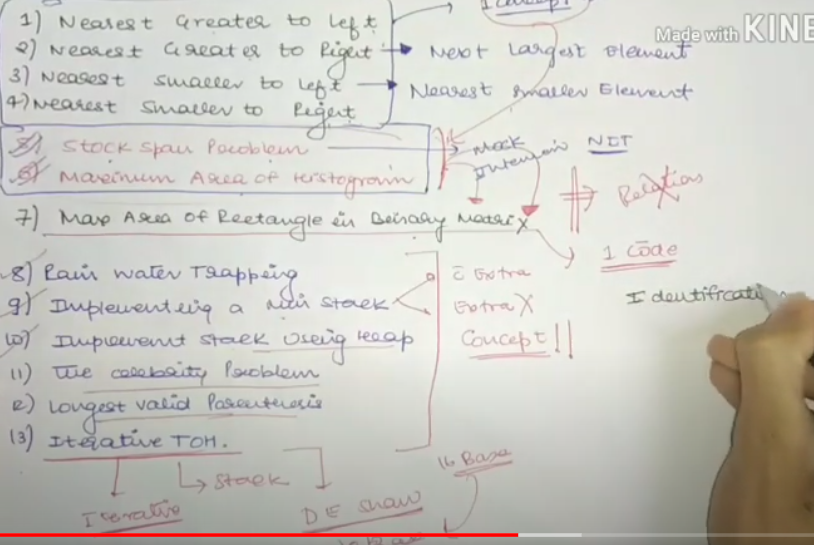 1 Concept
Made with KINE
1) Nearest Greater to Left
2) Nearest Greater to Right → Next Largest Element
3) Nearest smaller to Left → Nearest smaller Element
4) Nearest Smaller to Right
5) Stock span Problem
Mock Interview NIT
6) Maximum Area of Histogram
Relations
7) Max Area of Rectangle in Beinary Matrix
1 Code
8) Rain water Trapping
c̄ Extra
9) Implementing a Min Stack
Extra X
Identificati
10) Implement stack Using Heap
Concept!!
11) The celebrity Problem
12) Longest valid Parenthesis
13) Iterative TOH.
16 Base
→ Stack
Iterative
DE Shaw